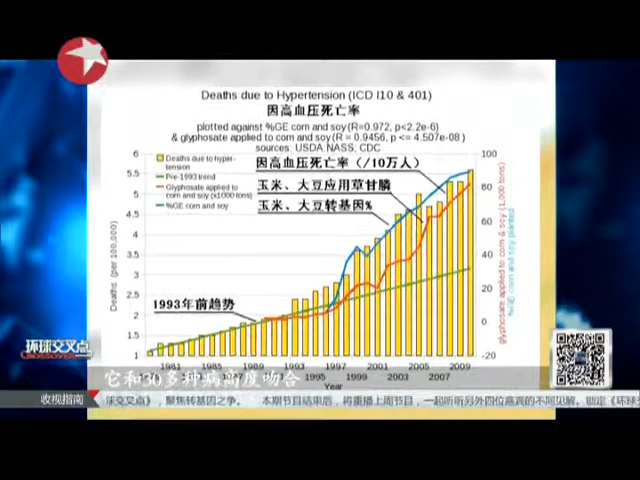 Deaths due to Hypertension (ICD I10 & 401)
因高血压死亡率
plotted against %GE corn and soy (R=0.972, p<2.2e-6)
& glyphosate applied to corn and soy (R = 0.9456, p <= 4.507e-08 )
sources: USDA:NASS; CDC
Deaths due to hyper-
tension
Pre-1993 trend
Glyphosate applied to
corn and soy (x1000 tons)
%GE corn and soy
因高血压死亡率(/10万人)
玉米、大豆应用草甘膦
玉米、大豆转基因%
1993年前趋势
Deaths (per 100,000)
6
5.5
5
4.5
4
3.5
3
2.5
2
1.5
1
100
80
60
40
20
0
-20
glyphosate applied to corn & soy (1,000 tons)
%GE corn and soy planted
1981
1985
1989
1993
1997
2001
2005
2009
1995
1999
2003
2007
Year
环球交叉点
CROSSOVER
它和30多种病高度吻合
收视指南
球交叉点》,聚焦转基因之争。 本期节目结束后,将重播上周节目,一起听听另外四位嘉宾的不同见解。锁定《环球